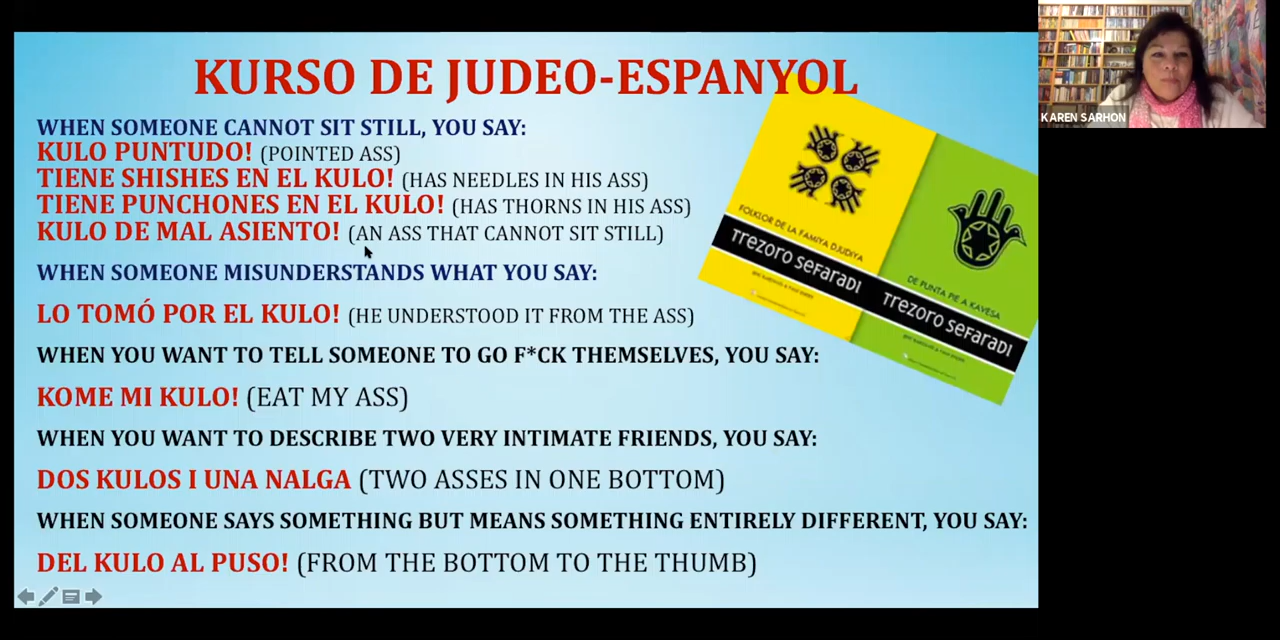 KURSO DE JUDEO-ESPANYOL
WHEN SOMEONE CANNOT SIT STILL, YOU SAY:
KULO PUNTUDO! (POINTED ASS)
TIENE SHISHES EN EL KULO! (HAS NEEDLES IN HIS ASS)
TIENE PUNCHONES EN EL KULO! (HAS THORNS IN HIS ASS)
KULO DE MAL ASIENTO! (AN ASS THAT CANNOT SIT STILL)
WHEN SOMEONE MISUNDERSTANDS WHAT YOU SAY:
LO TOMÓ POR EL KULO! (HE UNDERSTOOD IT FROM THE ASS)
WHEN YOU WANT TO TELL SOMEONE TO GO F*CK THEMSELVES, YOU SAY:
KOME MI KULO! (EAT MY ASS)
WHEN YOU WANT TO DESCRIBE TWO VERY INTIMATE FRIENDS, YOU SAY:
DOS KULOS I UNA NALGA (TWO ASSES IN ONE BOTTOM)
WHEN SOMEONE SAYS SOMETHING BUT MEANS SOMETHING ENTIRELY DIFFERENT, YOU SAY:
DEL KULO AL PUSO! (FROM THE BOTTOM TO THE THUMB)
FOLKLOR DE LA FAMIYA DJUDIYA
Trezoro Sefaradi
DE PUNTA PIE A KAVESA
Trezoro Sefaradi
KAREN SARHON